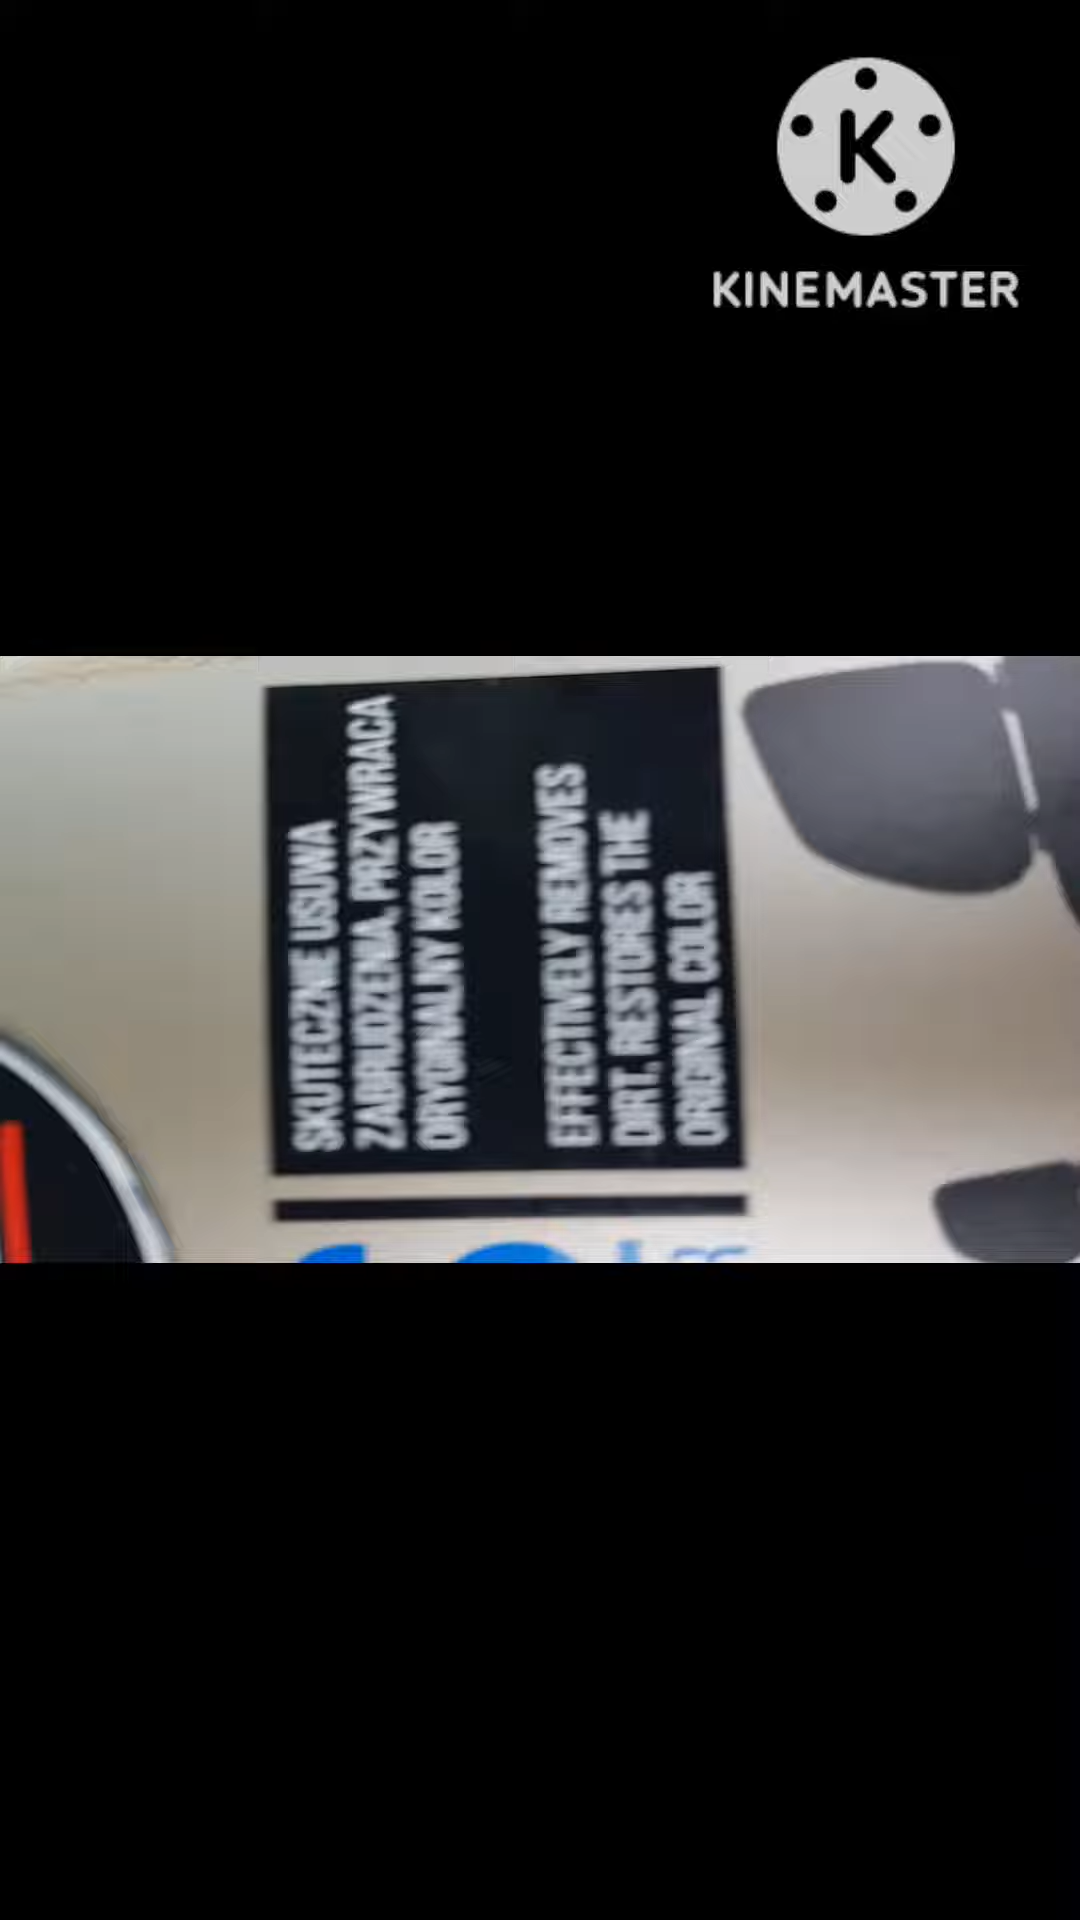 K
KINEMASTER
SKUTECZNIE USUWA
ZABRUDZENIA. PRZYWRACA
ORYGINALNY KOLOR
EFFECTIVELY REMOVES
DIRT. RESTORES THE
ORIGINAL COLOR